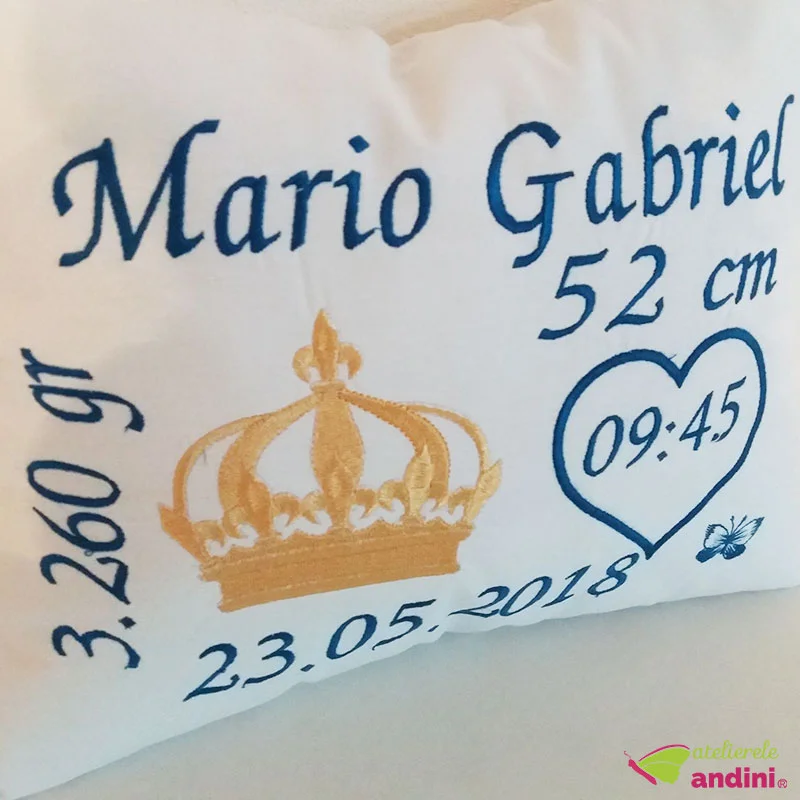 Mario Gabriel
52 cm
3.260 gr
09:45
23.05.2018
atelierele
andini®